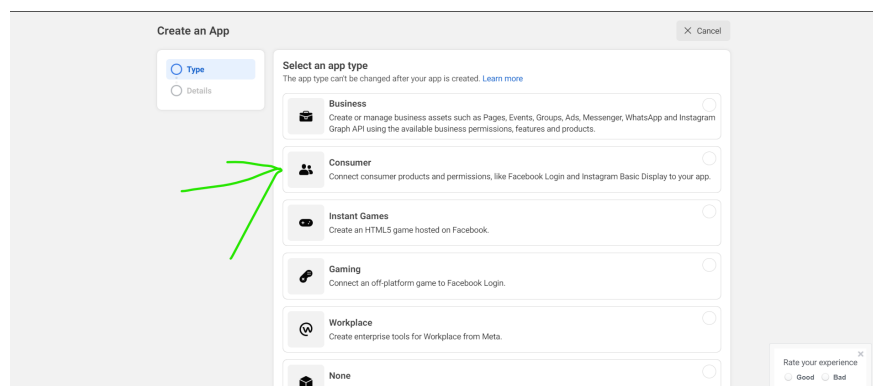 Create an App
Cancel
Type
Details
Select an app type
The app type can't be changed after your app is created. Learn more
Business
Create or manage business assets such as Pages, Events, Groups, Ads, Messenger, WhatsApp and Instagram
Graph API using the available business permissions, features and products.
Consumer
Connect consumer products and permissions, like Facebook Login and Instagram Basic Display to your app.
Instant Games
Create an HTML5 game hosted on Facebook.
Gaming
Connect an off-platform game to Facebook Login.
Workplace
Create enterprise tools for Workplace from Meta.
None
Rate your experience
Good Bad